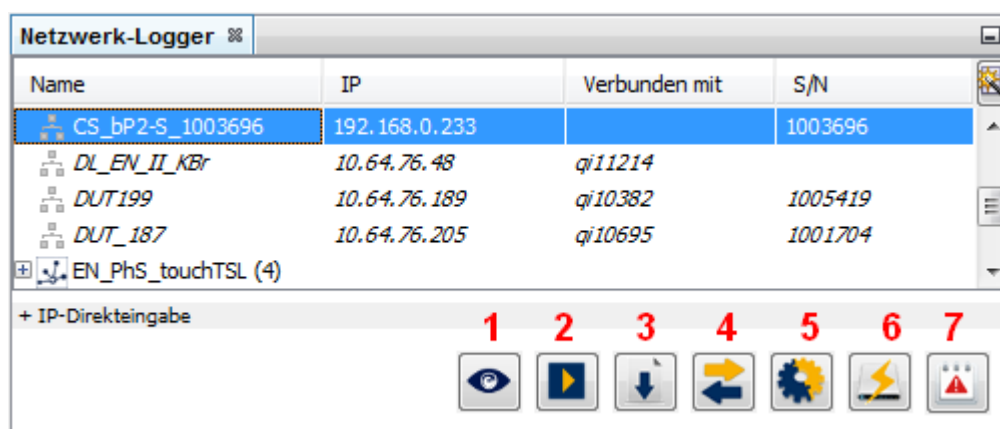 Netzwerk-Logger
Name IP Verbunden mit S/N
CS_bP2-S_1003696 192.168.0.233 1003696
DL_EN_II_KBr 10.64.76.48 qi11214
DUT199 10.64.76.189 qi10382 1005419
DUT_187 10.64.76.205 qi10695 1001704
EN_PhS_touchTSL (4)
+ IP-Direkteingabe
1 2 3 4 5 6 7